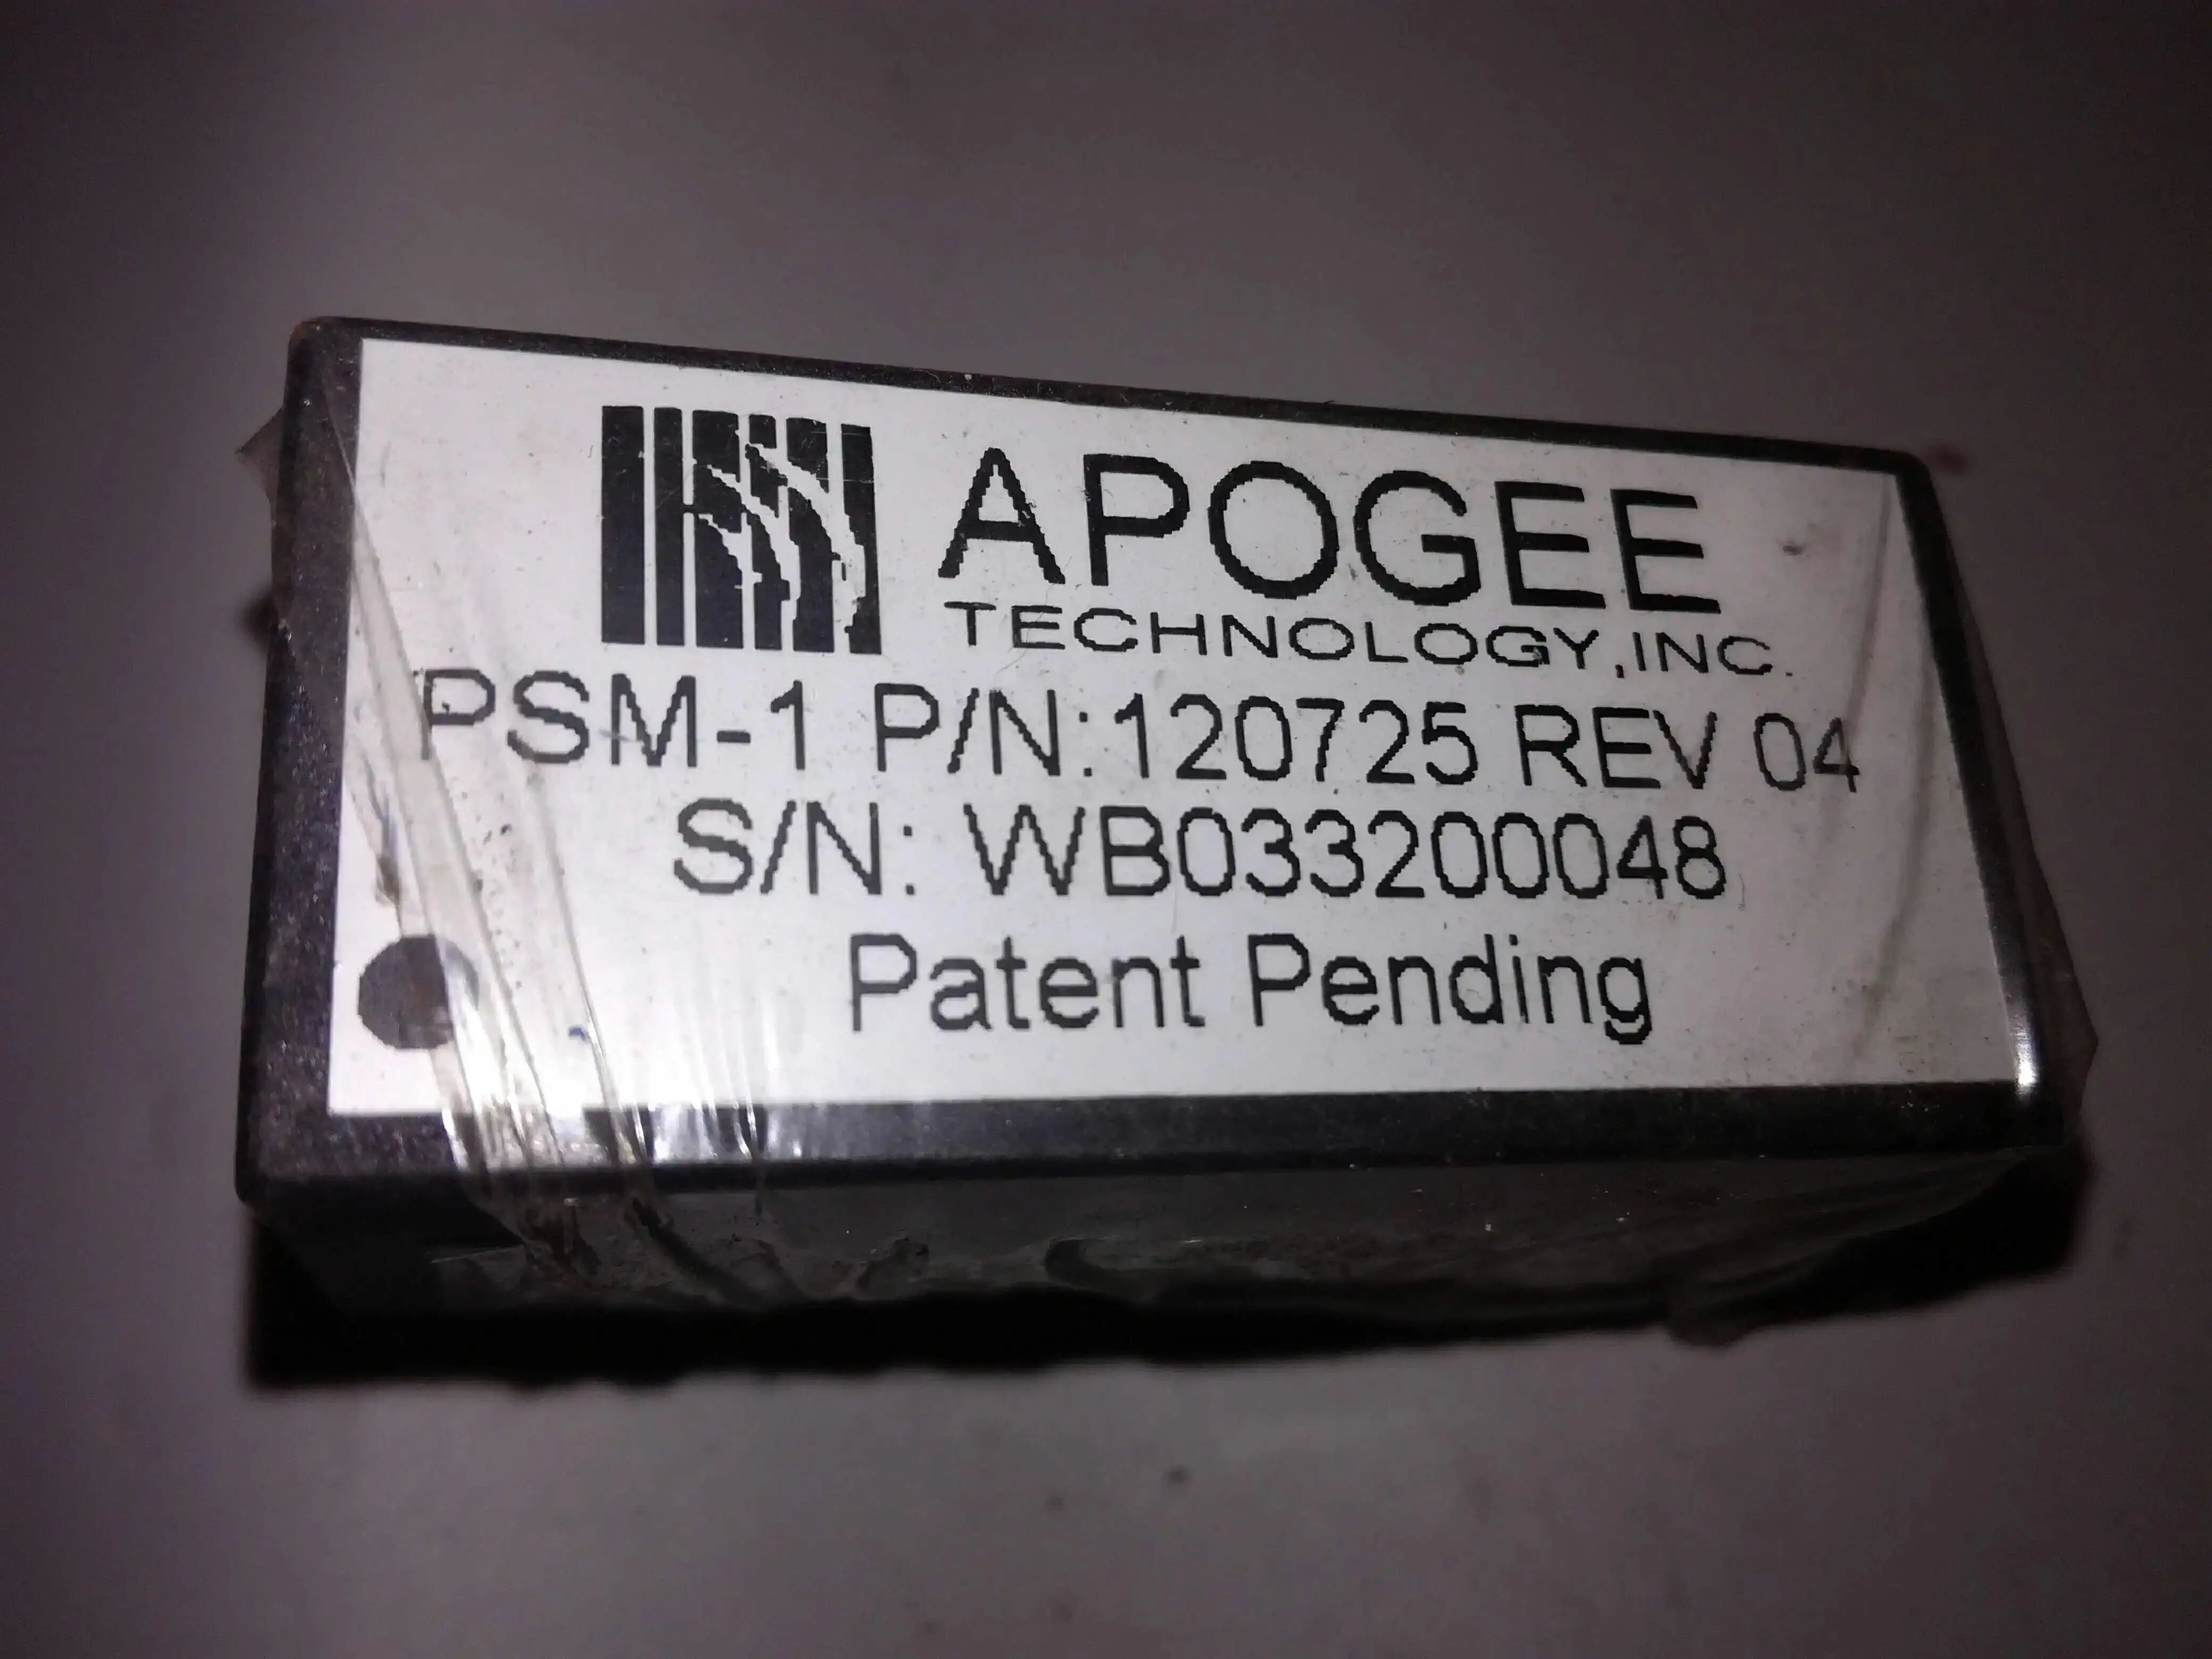 APOGEE
TECHNOLOGY,INC.
PSM-1 P/N:120725 REV 04
S/N: WB033200048
Patent Pending